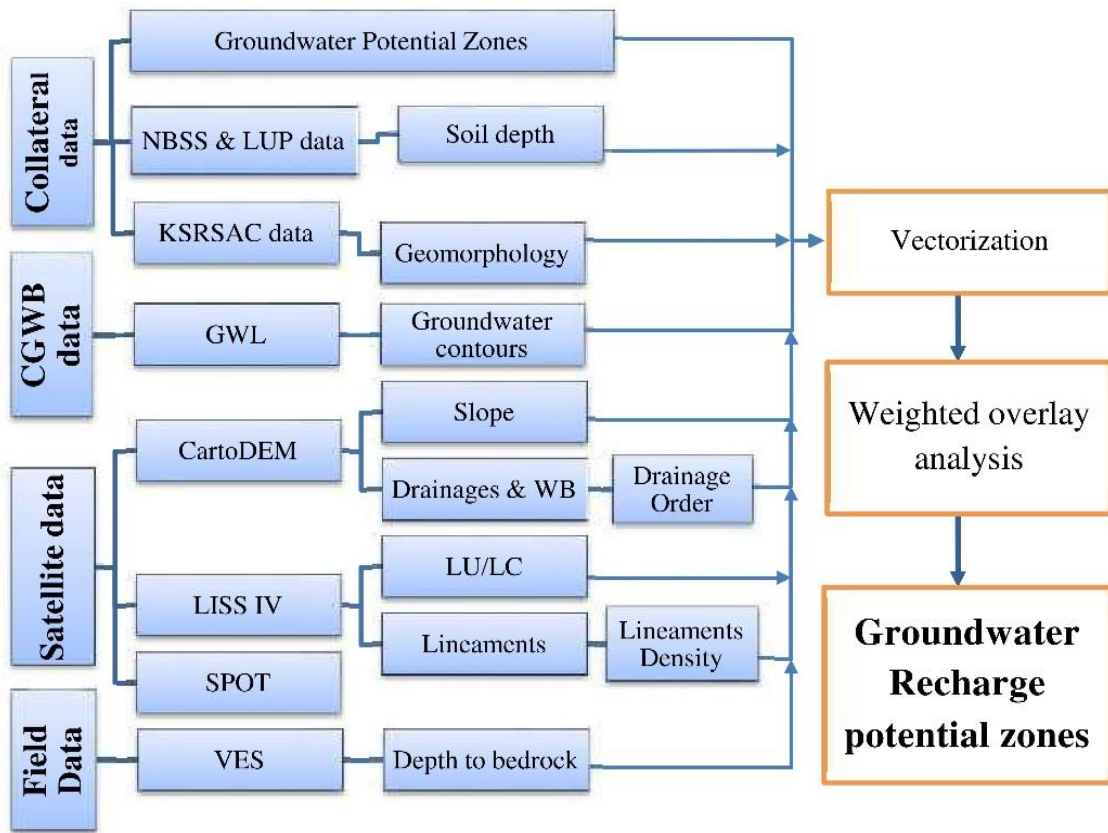 Collateral
data
Groundwater Potential Zones
NBSS & LUP data
Soil depth
KSRSAC data
Geomorphology
CGWB
data
GWL
Groundwater
contours
Satellite data
CartoDEM
Slope
Drainages & WB
Drainage
Order
LISS IV
LU/LC
Lineaments
Lineaments
Density
SPOT
Field
Data
VES
Depth to bedrock
Vectorization
Weighted overlay
analysis
Groundwater
Recharge
potential zones